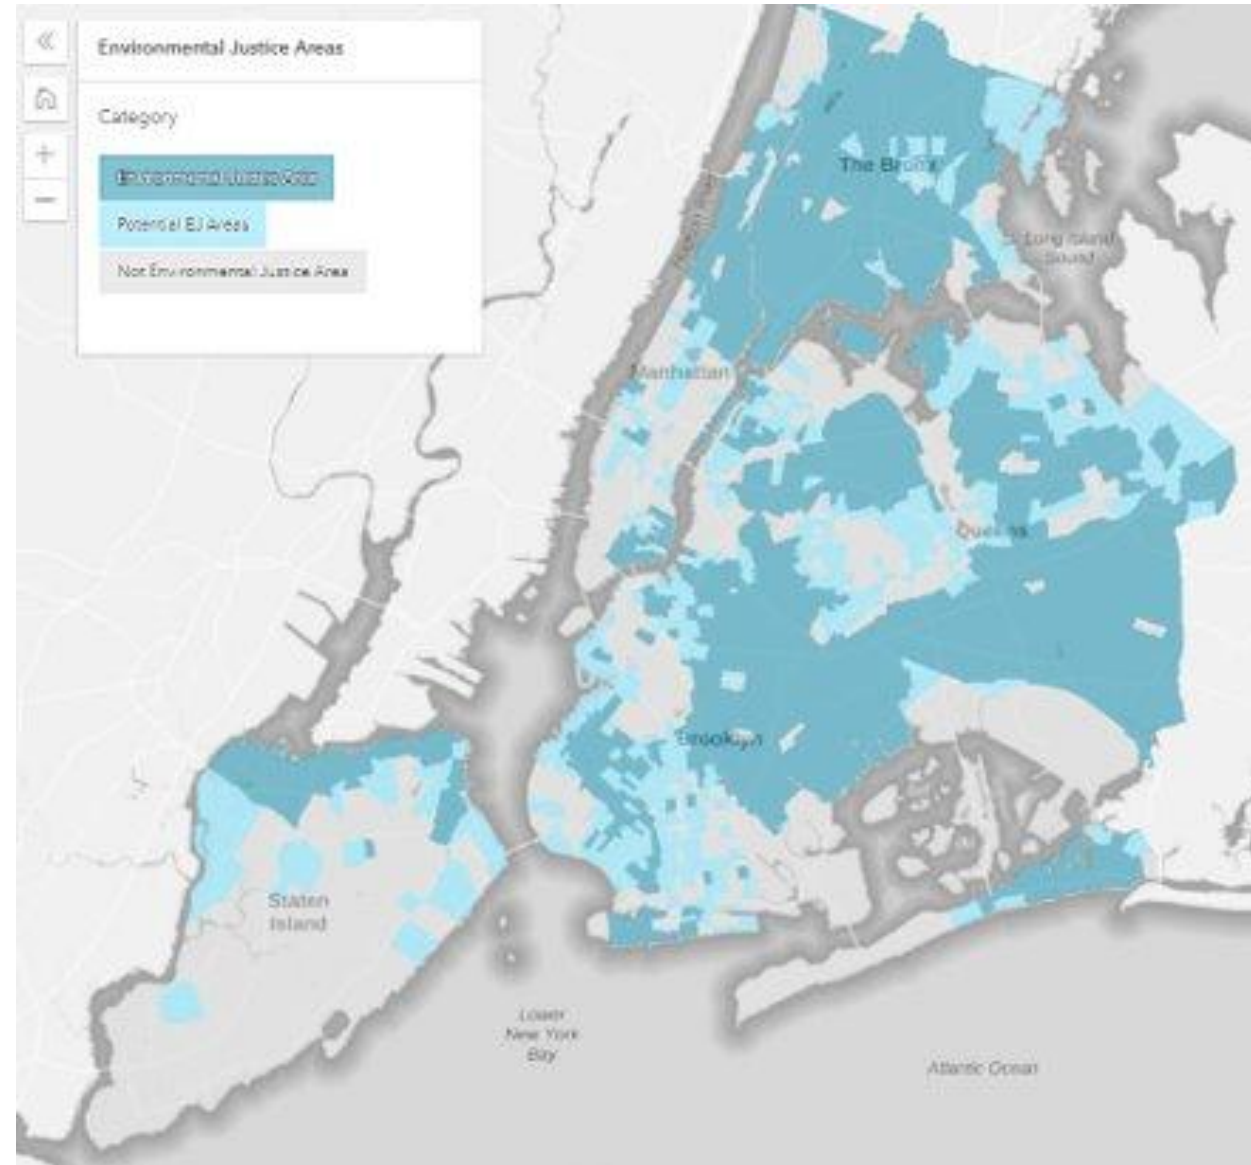 Environmental Justice Areas
Category
Environmental Justice Area
Potential EJ Areas
Not Environmental Justice Area
The Bronx
Long Island
Sound
Manhattan
Queens
Brooklyn
Staten
Island
Lower
New York
Bay
Atlantic Ocean